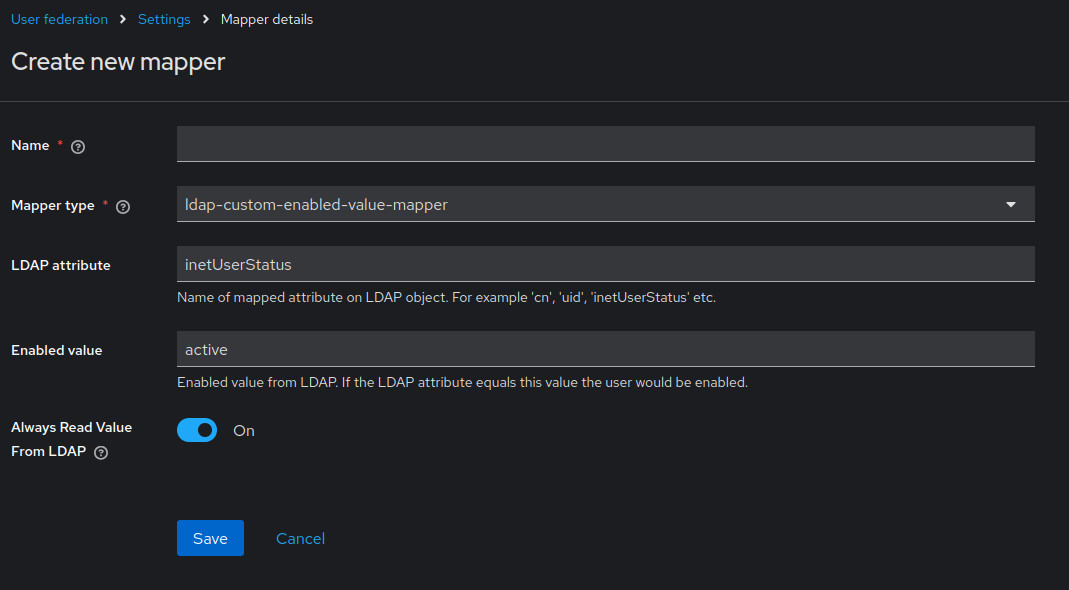 User federation > Settings > Mapper details
Create new mapper
Name *
Mapper type * ldap-custom-enabled-value-mapper
LDAP attribute inetUserStatus
Name of mapped attribute on LDAP object. For example 'cn', 'uid', 'inetUserStatus' etc.
Enabled value active
Enabled value from LDAP. If the LDAP attribute equals this value the user would be enabled.
Always Read Value
From LDAP
On
Save Cancel